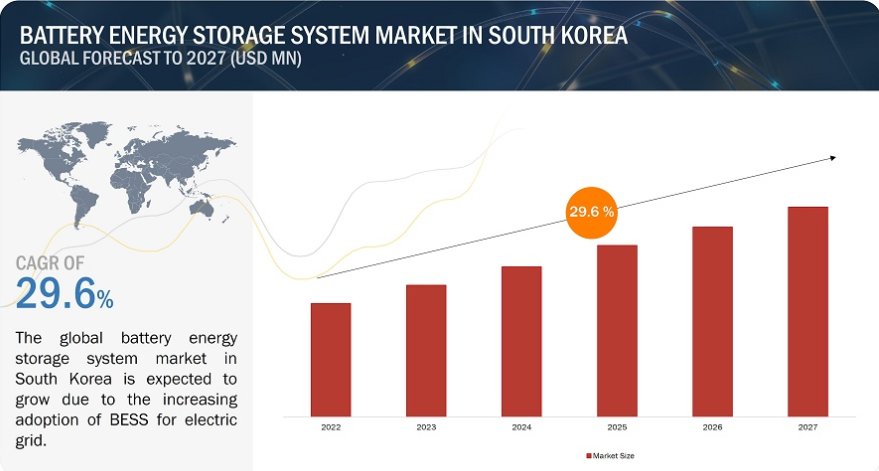 BATTERY ENERGY STORAGE SYSTEM MARKET IN SOUTH KOREA
GLOBAL FORECAST TO 2027 (USD MN)
CAGR OF
29.6%
The global battery energy
storage system market in
South Korea is expected to
grow due to the increasing
adoption of BESS for electric
grid.
29.6 %
2022 2023 2024 2025 2026 2027
Market Size